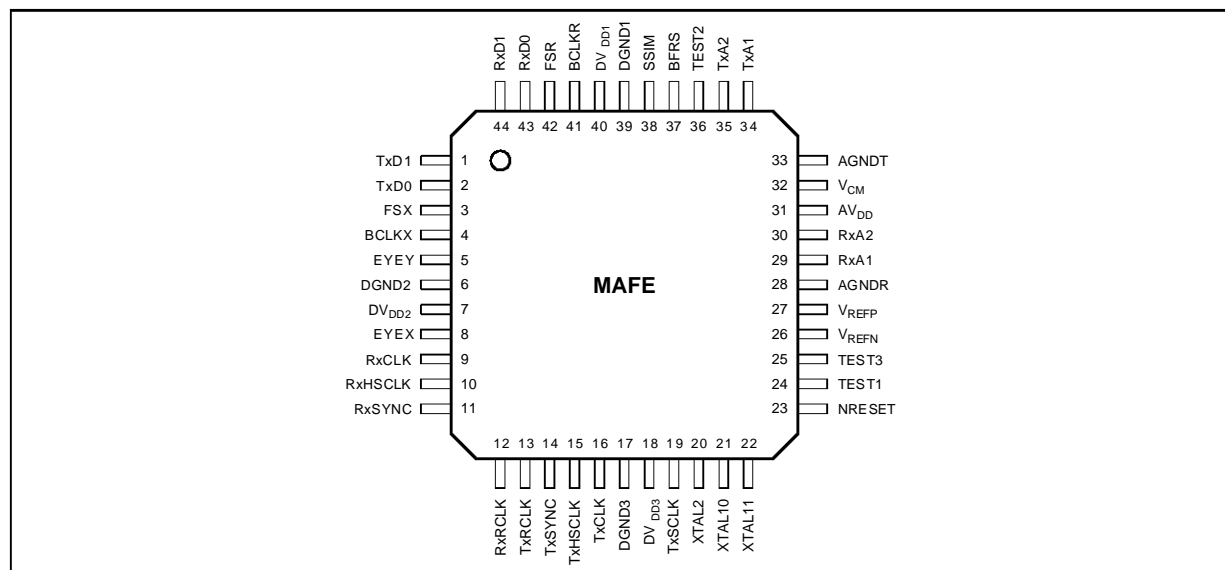 RxD1
RxD0
FSR
BCLKR
DVDD1
DGND1
SSIM
BFRS
TEST2
TxA2
TxA1
44 43 42 41 40 39 38 37 36 35 34
TxD1 1
TxD0 2
FSX 3
BCLKX 4
EYEY 5
DGND2 6
DVDD2 7
EYEX 8
RxCLK 9
RxHSCLK 10
RxSYNC 11
MAFE
33 AGNDT
32 VCM
31 AVDD
30 RxA2
29 RxA1
28 AGNDR
27 VREFP
26 VREFN
25 TEST3
24 TEST1
23 NRESET
12 13 14 15 16 17 18 19 20 21 22
RxRCLK
TxRCLK
TxSYNC
TxHSCLK
TxCLK
DGND3
DVDD3
TxSCLK
XTAL2
XTAL10
XTAL11